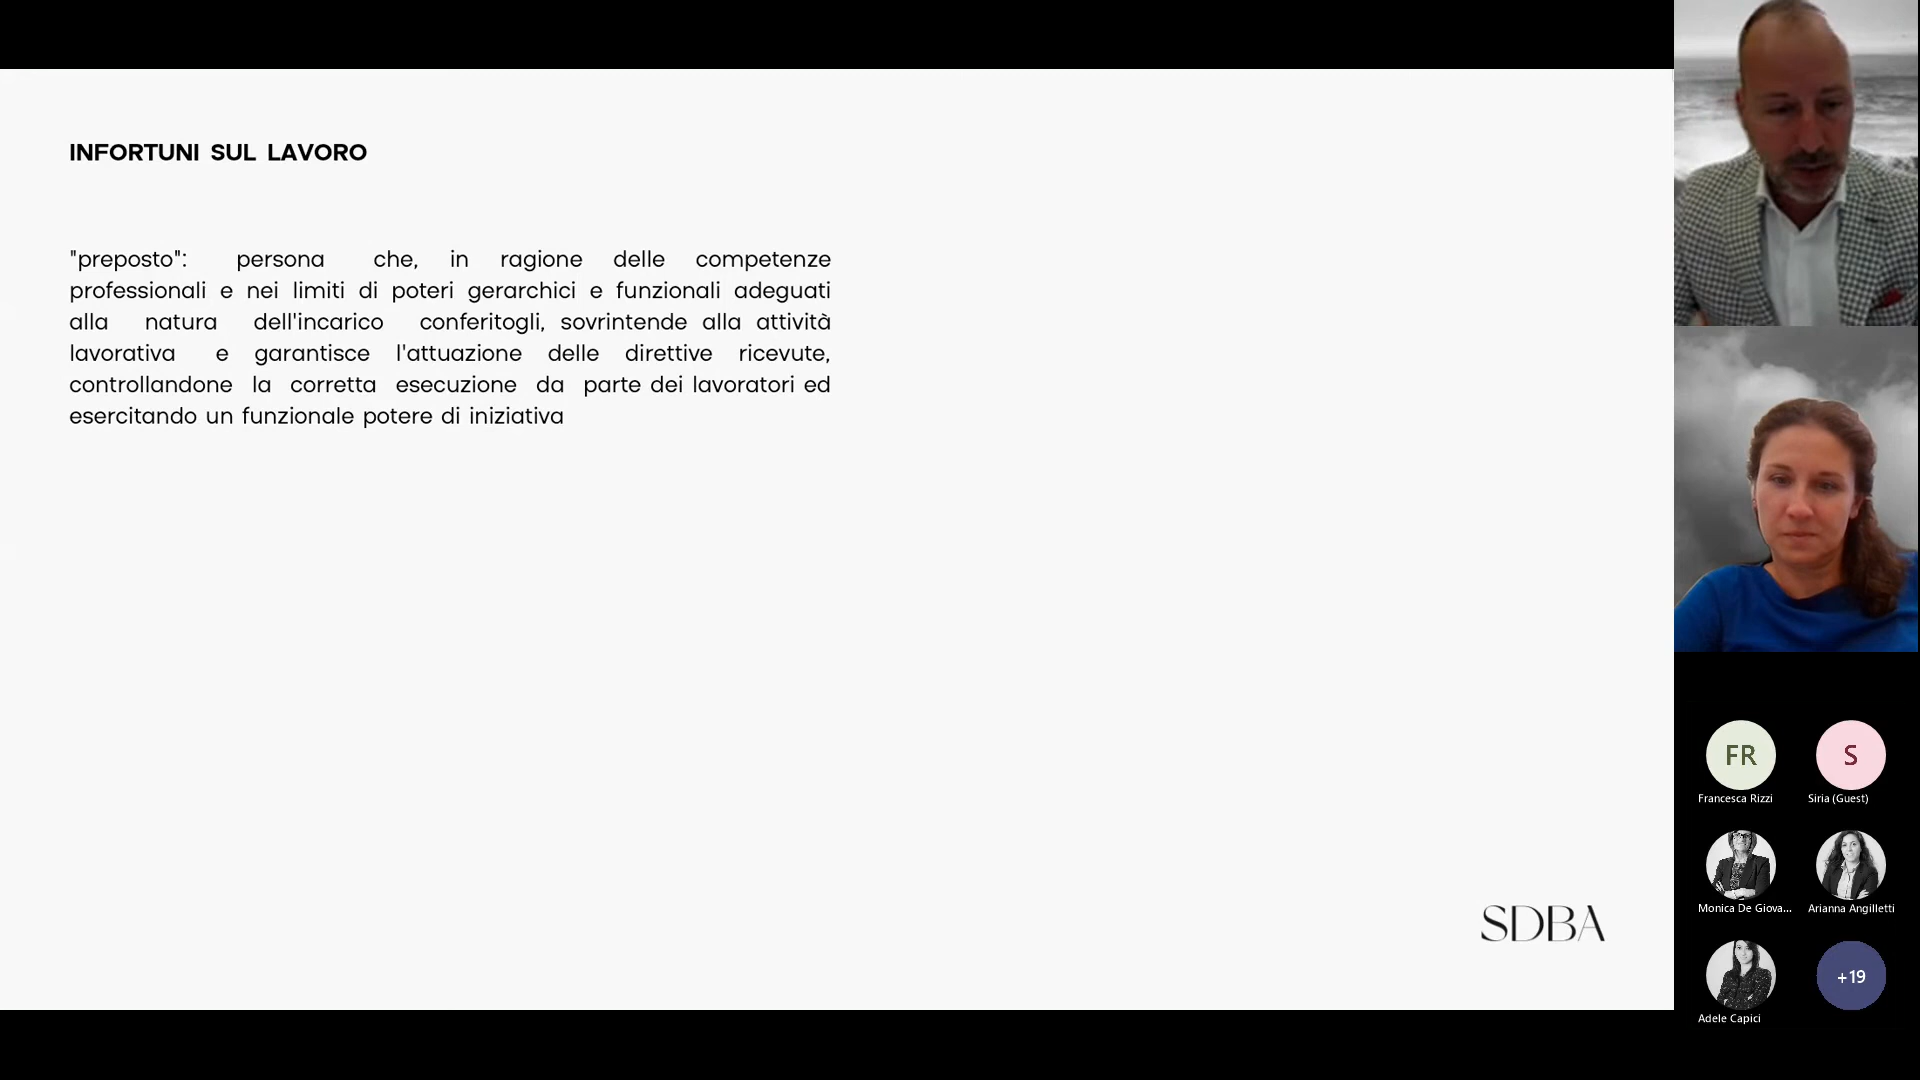 INFORTUNI SUL LAVORO
"preposto": persona che, in ragione delle competenze
professionali e nei limiti di poteri gerarchici e funzionali adeguati
alla natura dell'incarico conferitogli, sovrintende alla attività
lavorativa e garantisce l'attuazione delle direttive ricevute,
controllandone la corretta esecuzione da parte dei lavoratori ed
esercitando un funzionale potere di iniziativa
SDBA
FR
S
Francesca Rizzi
Siria (Guest)
Monica De Giova...
Arianna Angilletti
+19
Adele Capici